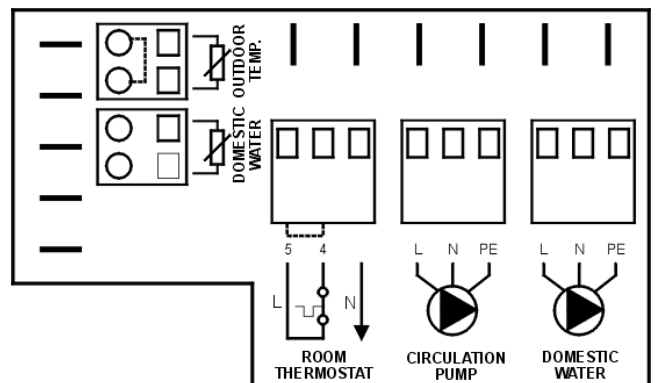 OUTDOOR
TEMP.
DOMESTIC
WATER
5 4 L N PE L N PE
L N
ROOM
THERMOSTAT
CIRCULATION
PUMP
DOMESTIC
WATER